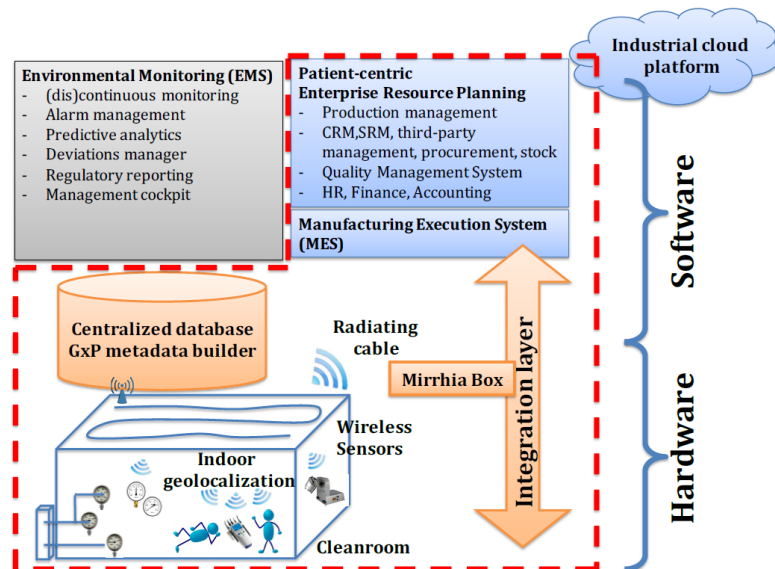 Industrial cloud
platform
Environmental Monitoring (EMS)
- (dis)continuous monitoring
- Alarm management
- Predictive analytics
- Deviations manager
- Regulatory reporting
- Management cockpit
Patient-centric
Enterprise Resource Planning
- Production management
- CRM,SRM, third-party
management, procurement, stock
- Quality Management System
- HR, Finance, Accounting
Manufacturing Execution System
(MES)
Software
Centralized database
GxP metadata builder
Radiating
cable
Mirrhia Box
Integration layer
Wireless
Sensors
Indoor
geolocalization
Cleanroom
Hardware